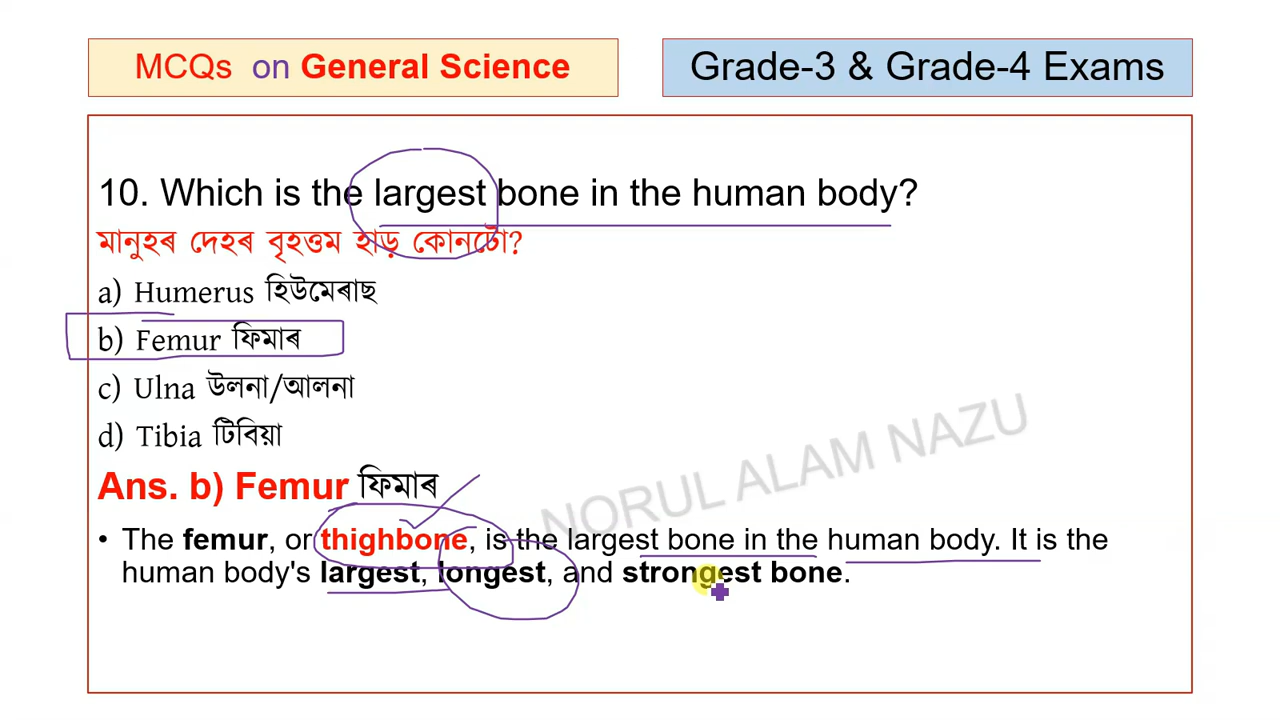 MCQs on General Science
Grade-3 & Grade-4 Exams
10. Which is the largest bone in the human body?
মানুহৰ দেহৰ বৃহত্তম হাড় কোনটো?
a) Humerus হিউমেৰাছ
b) Femur ফিমাৰ
c) Ulna উলনা/আলনা
d) Tibia টিবিয়া
Ans. b) Femur ফিমাৰ
• The femur, or thighbone, is the largest bone in the human body. It is the
human body's largest, longest, and strongest bone.
NORUL ALAM NAZU